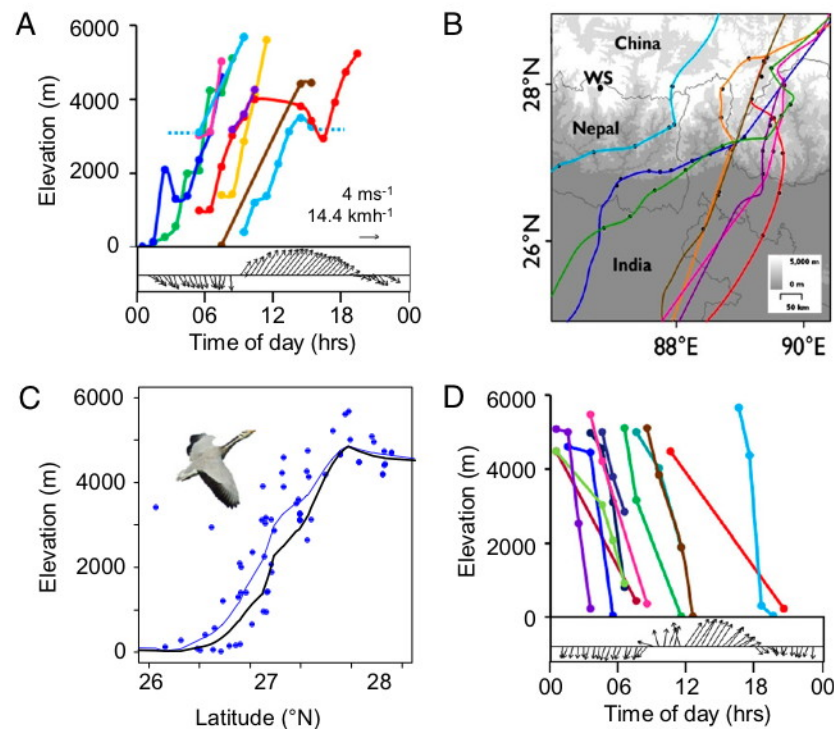 A
Elevation (m)
6000
4000
2000
0
4 ms⁻¹
14.4 kmh⁻¹
00 06 12 18 00
Time of day (hrs)
B
China
WS
Nepal
India
28°N
26°N
88°E 90°E
5,000 m
0 m
50 km
C
Elevation (m)
6000
4000
2000
0
26 27 28
Latitude (°N)
D
Elevation (m)
6000
4000
2000
0
00 06 12 18 00
Time of day (hrs)